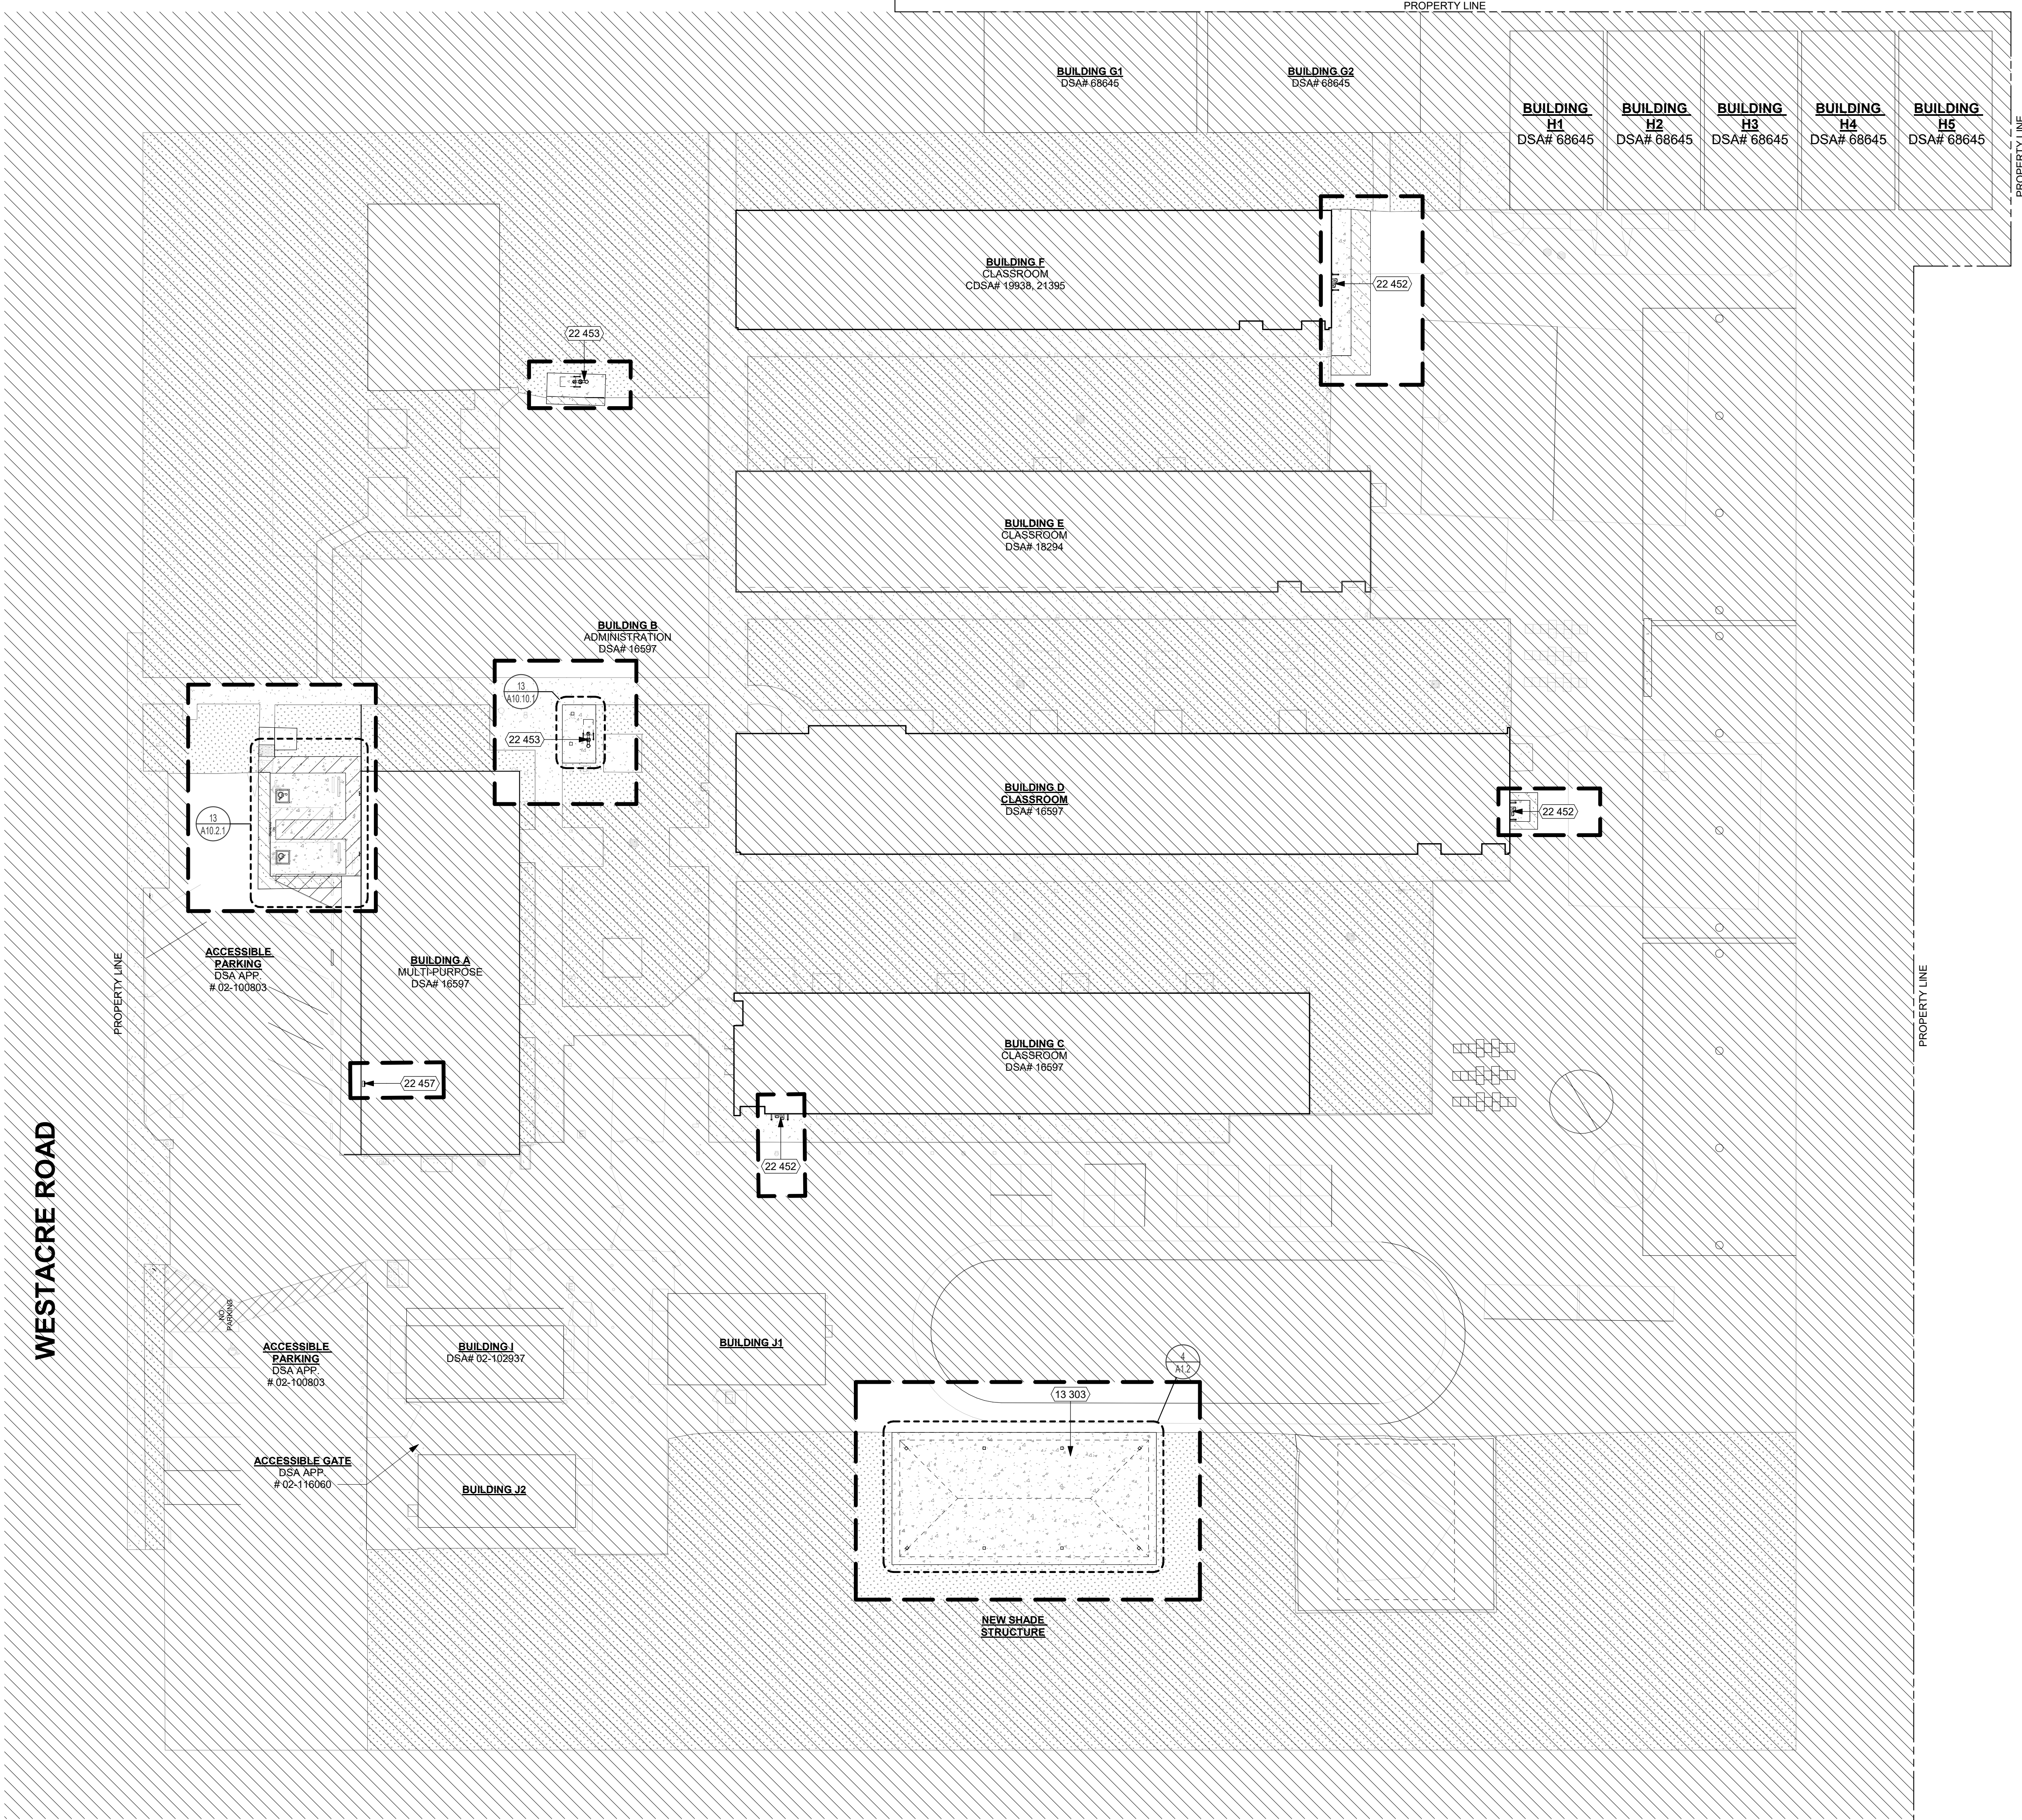 PROPERTY LINE
BUILDING G1
DSA# 68645
BUILDING G2
DSA# 68645
BUILDING
H1
DSA# 68645
BUILDING
H2
DSA# 68645
BUILDING
H3
DSA# 68645
BUILDING
H4
DSA# 68645
BUILDING
H5
DSA# 68645
PROPERTY LINE
BUILDING F
CLASSROOM
CDSA# 19938, 21395
22 452
22 453
BUILDING E
CLASSROOM
DSA# 18294
BUILDING B
ADMINISTRATION
DSA# 16597
13
A10.10.1
22 453
13
A10.2.1
BUILDING D
CLASSROOM
DSA# 16597
22 452
ACCESSIBLE
PARKING
DSA APP.
# 02-100803
BUILDING A
MULTI-PURPOSE
DSA# 16597
PROPERTY LINE
PROPERTY LINE
BUILDING C
CLASSROOM
DSA# 16597
22 457
22 452
WESTACRE ROAD
NO
PARKING
ACCESSIBLE
PARKING
DSA APP.
# 02-100803
BUILDING I
DSA# 02-102937
BUILDING J1
4
A1.2
13 303
ACCESSIBLE GATE
DSA APP.
# 02-116060
BUILDING J2
NEW SHADE
STRUCTURE